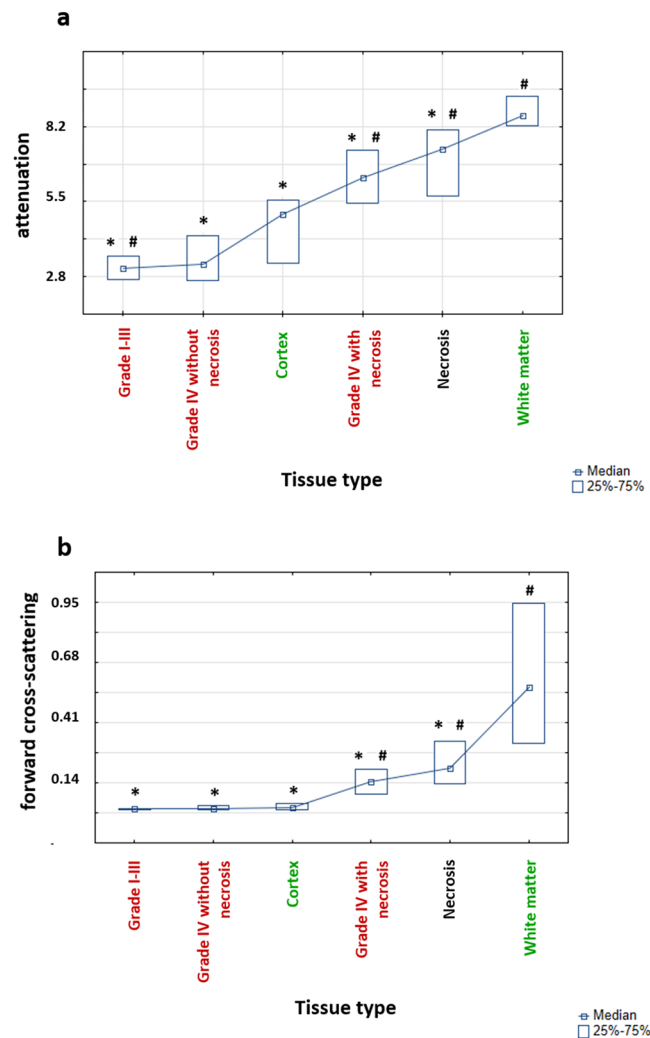 a
attenuation
8.2
5.5
2.8
* #
*
*
* #
* #
#
Grade I-III
Grade IV without
necrosis
Cortex
Grade IV with
necrosis
Necrosis
White matter
Tissue type
Median
25%-75%
b
forward cross-scattering
0.95
0.68
0.41
0.14
-
*
*
*
* #
* #
#
Grade I-III
Grade IV without
necrosis
Cortex
Grade IV with
necrosis
Necrosis
White matter
Tissue type
Median
25%-75%